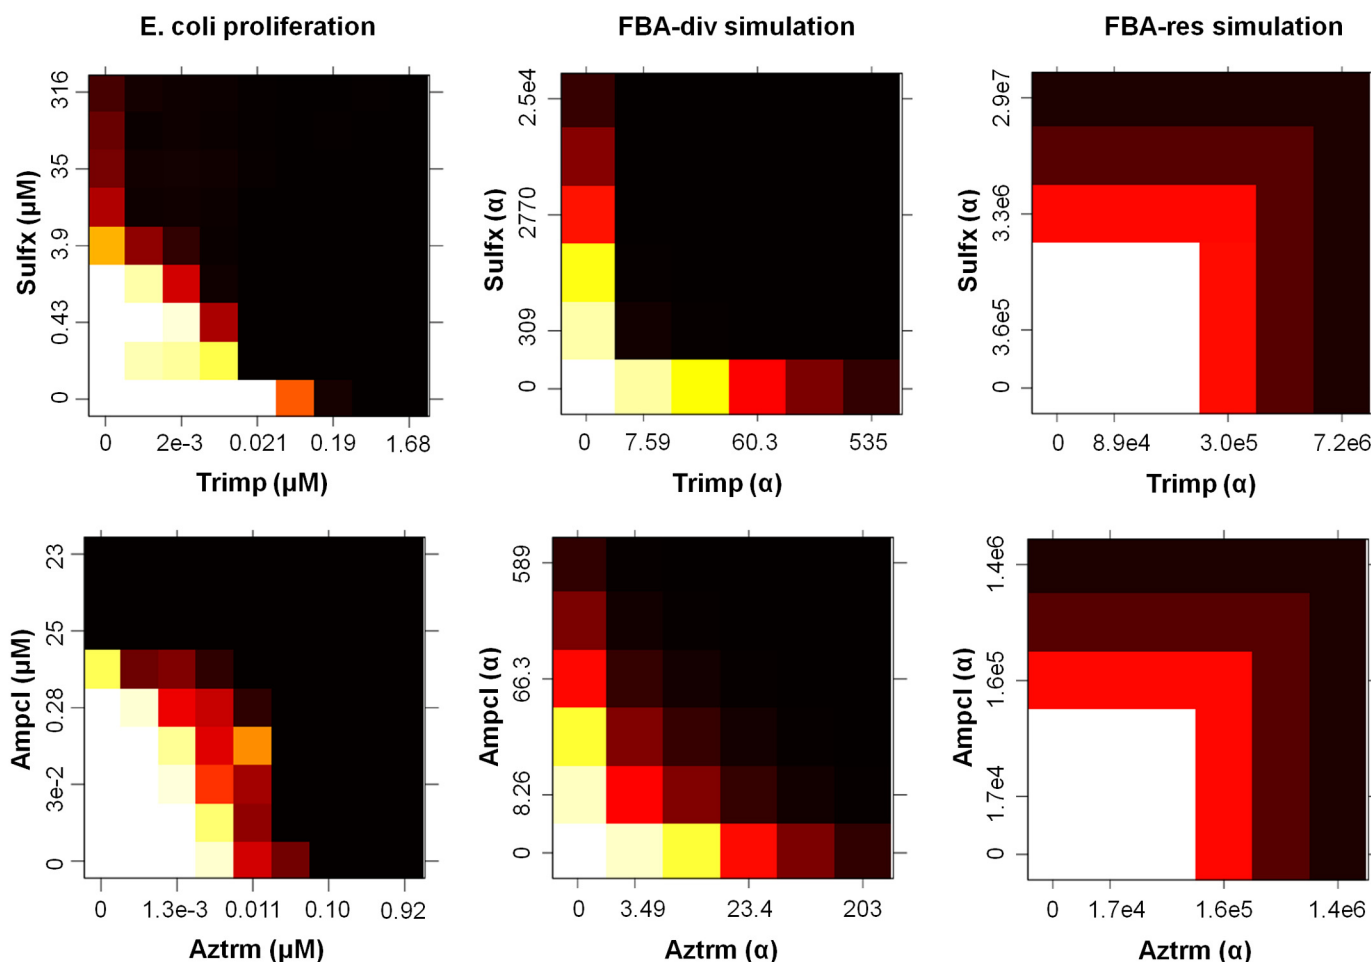 E. coli proliferation
FBA-div simulation
FBA-res simulation
Sulfx (μM)
316
35
3.9
0.43
0
0 2e-3 0.021 0.19 1.68
Trimp (μM)
Sulfx (α)
2.5e4
2770
309
0
0 7.59 60.3 535
Trimp (α)
Sulfx (α)
2.9e7
3.3e6
3.6e5
0
0 8.9e4 3.0e5 7.2e6
Trimp (α)
Ampcl (μM)
23
25
0.28
3e-2
0
0 1.3e-3 0.011 0.10 0.92
Aztrm (μM)
Ampcl (α)
589
66.3
8.26
0
0 3.49 23.4 203
Aztrm (α)
Ampcl (α)
1.4e6
1.6e5
1.7e4
0
0 1.7e4 1.6e5 1.4e6
Aztrm (α)